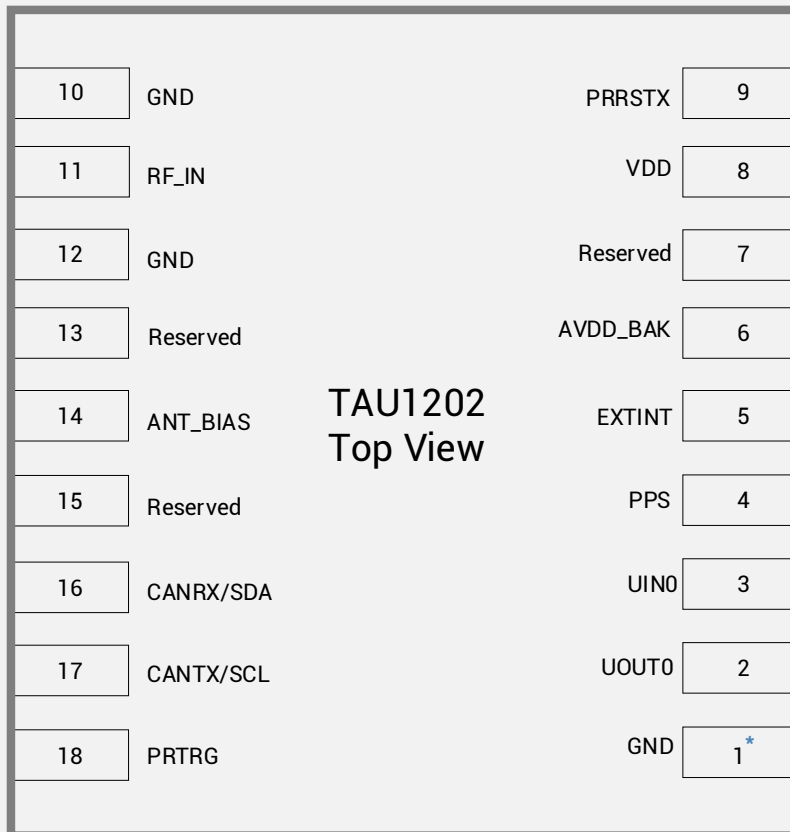 10 GND PRRSTX 9
11 RF_IN VDD 8
12 GND Reserved 7
13 Reserved AVDD_BAK 6
14 ANT_BIAS EXTINT 5
TAU1202
Top View
15 Reserved PPS 4
16 CANRX/SDA UIN0 3
17 CANTX/SCL UOUT0 2
18 PRTRG GND 1*